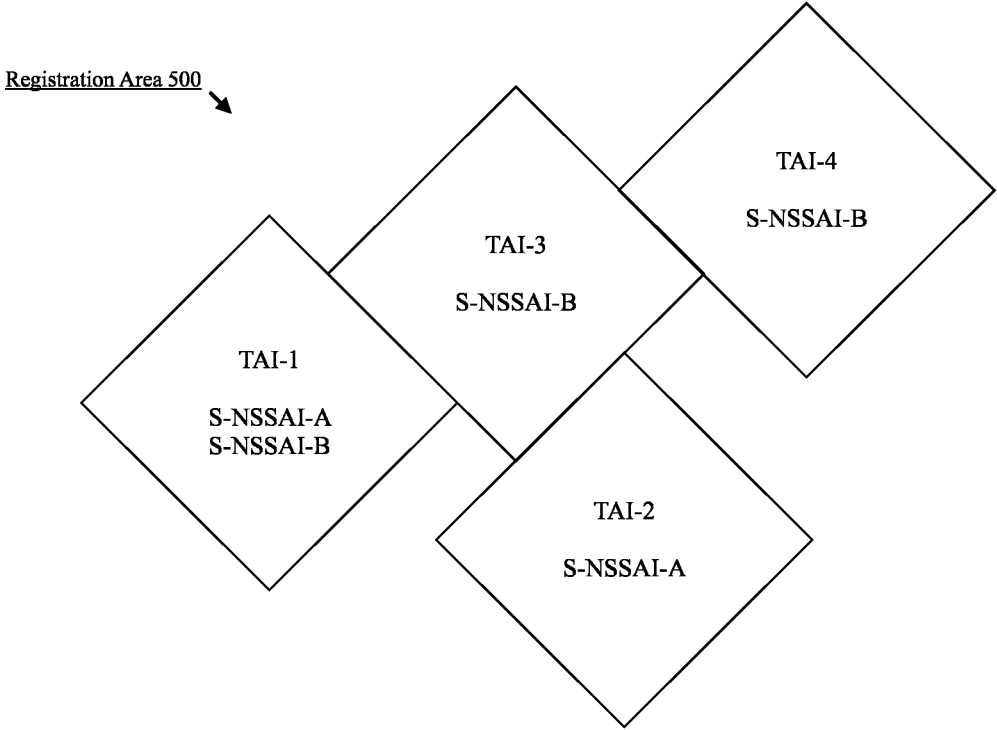 Registration Area 500
TAI-4
S-NSSAI-B
TAI-3
S-NSSAI-B
TAI-1
S-NSSAI-A
S-NSSAI-B
TAI-2
S-NSSAI-A